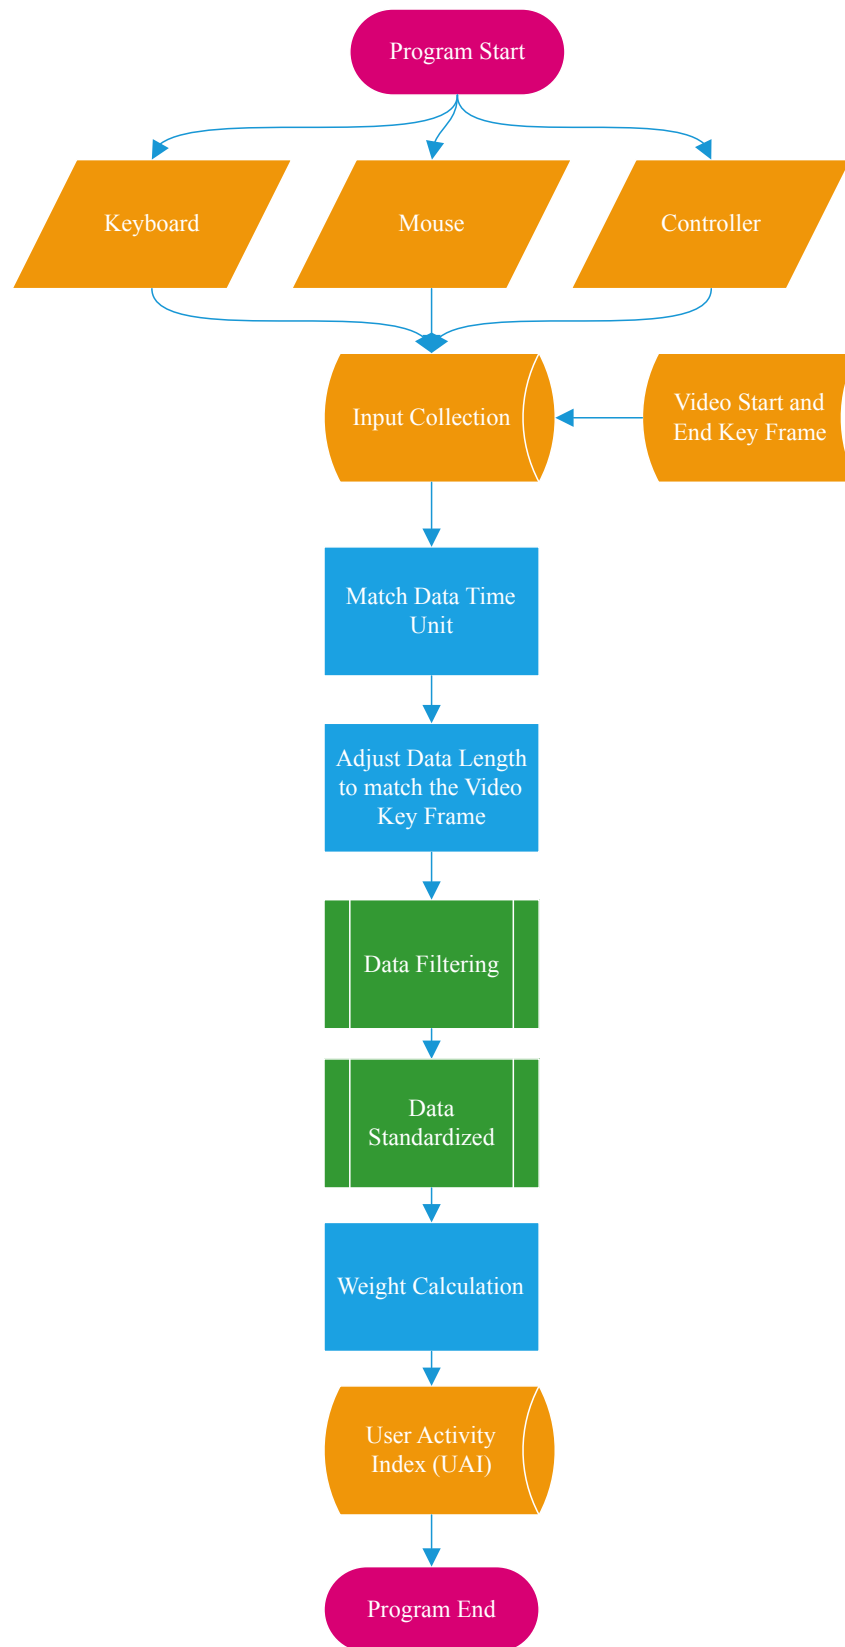 Program Start
Keyboard
Mouse
Controller
Input Collection
Video Start and
End Key Frame
Match Data Time
Unit
Adjust Data Length
to match the Video
Key Frame
Data Filtering
Data
Standardized
Weight Calculation
User Activity
Index (UAI)
Program End